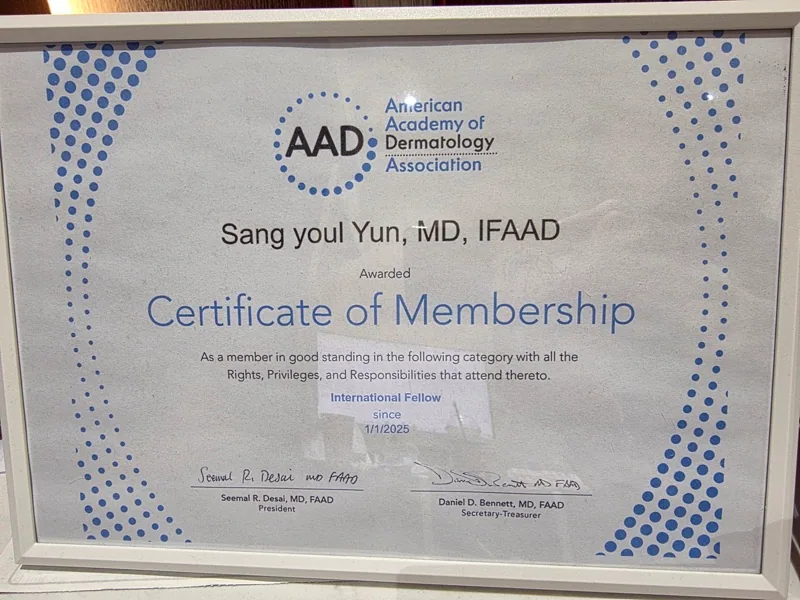 AAD
American
Academy of
Dermatology
Association
Sang youl Yun, MD, IFAAD
Awarded
Certificate of Membership
As a member in good standing in the following category with all the
Rights, Privileges, and Responsibilities that attend thereto.
International Fellow
since
1/1/2025
Seemal R. Desai MD FAAD
Seemal R. Desai, MD, FAAD
President
Daniel D. Bennett, MD, FAAD
Secretary-Treasurer